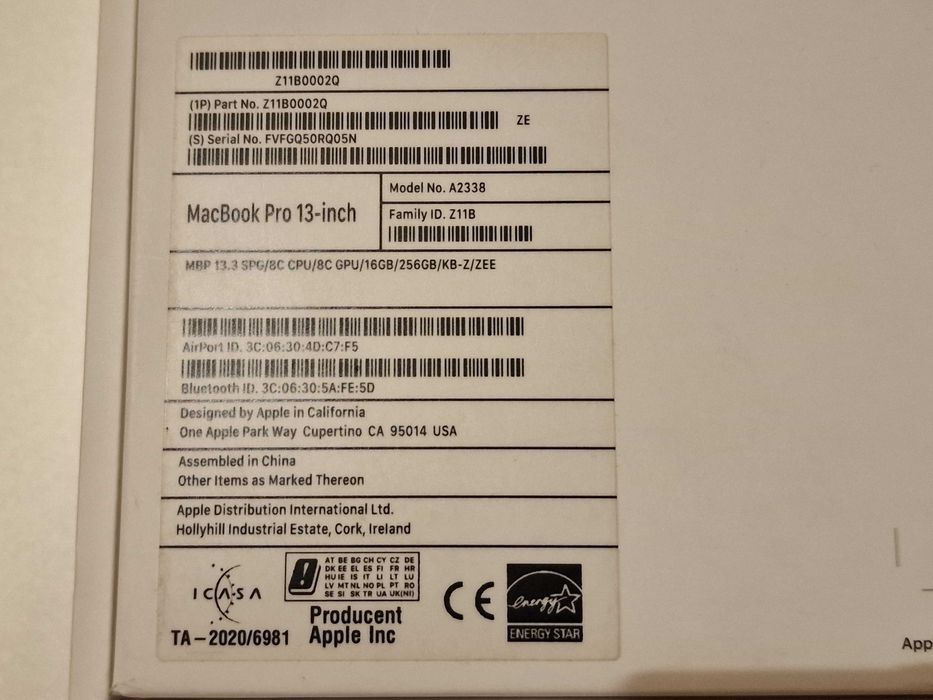 Z11B0002Q
(1P) Part No. Z11B0002Q
ZE
(S) Serial No. FVFGQ50RQ05N
MacBook Pro 13-inch
Model No. A2338
Family ID. Z11B
MBP 13.3 SPG/8C CPU/8C GPU/16GB/256GB/KB-Z/ZEE
AirPort ID. 3C:06:30:4D:C7:F5
Bluetooth ID. 3C:06:30:5A:FE:5D
Designed by Apple in California
One Apple Park Way Cupertino CA 95014 USA
Assembled in China
Other Items as Marked Thereon
Apple Distribution International Ltd.
Hollyhill Industrial Estate, Cork, Ireland
ICASA
TA-2020/6981
AT BE BG CH CY CZ DE
DK EE EL ES FI FR HR
HU IE IS IT LI LT LU
LV MT NL NO PL PT RO
SE SI SK TR UA UK(NI)
Producent
Apple Inc
CE
energy
ENERGY STAR
App